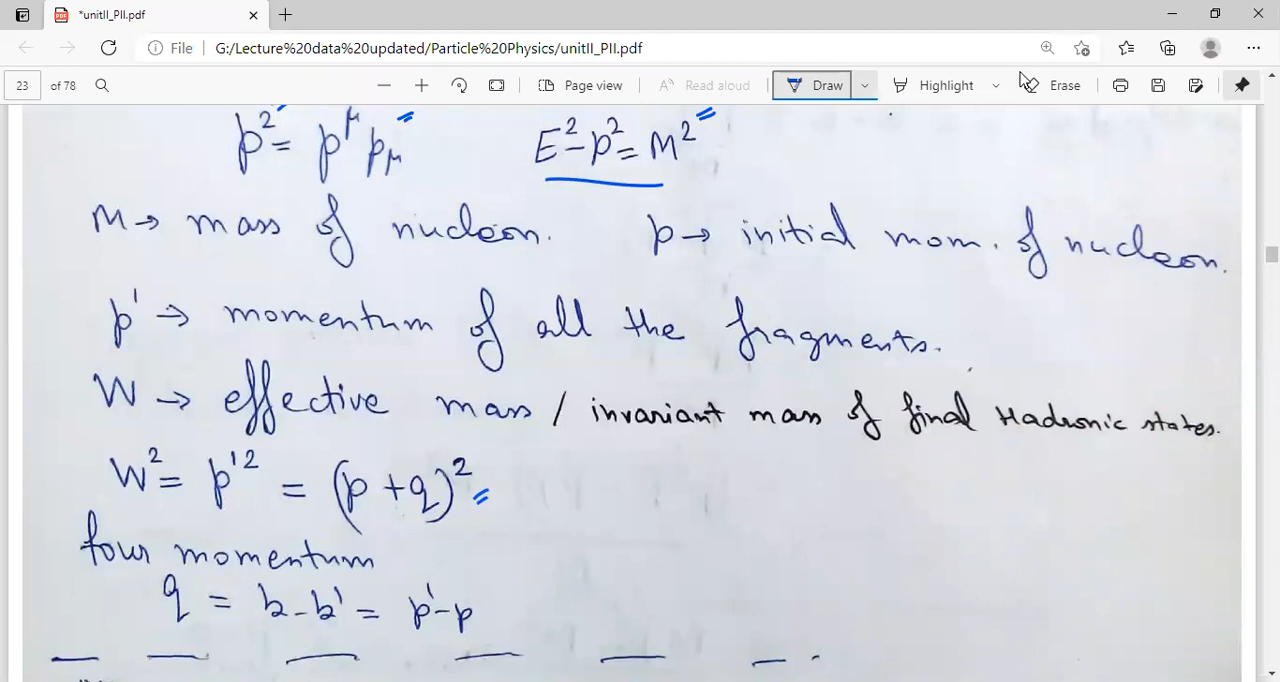 *unitII_PII.pdf
File G:/Lecture%20data%20updated/Particle%20Physics/unitII_PII.pdf
23 of 78 Page view Read aloud Draw Highlight Erase
p² = p^μ p_μ E² - p² = M²
M → mass of nucleon. p → initial mom. of nucleon.
p' → momentum of all the fragments.
W → effective mass / invariant mass of final Hadronic states.
W² = p'² = (p + q)²
four momentum
q = k - k' = p' - p